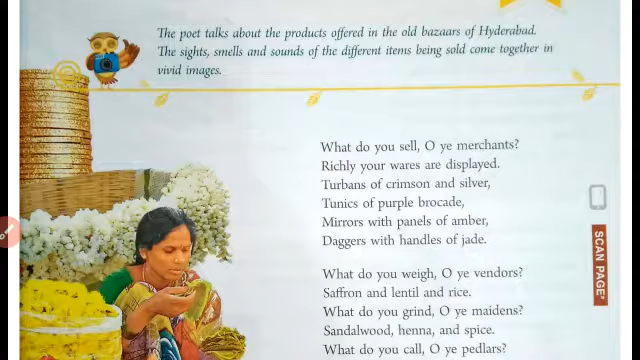 The poet talks about the products offered in the old bazaars of Hyderabad.
The sights, smells and sounds of the different items being sold come together in
vivid images.
What do you sell, O ye merchants?
Richly your wares are displayed.
Turbans of crimson and silver,
Tunics of purple brocade,
Mirrors with panels of amber,
Daggers with handles of jade.
What do you weigh, O ye vendors?
Saffron and lentil and rice.
What do you grind, O ye maidens?
Sandalwood, henna, and spice.
What do you call, O ye pedlars?
SCAN PAGE